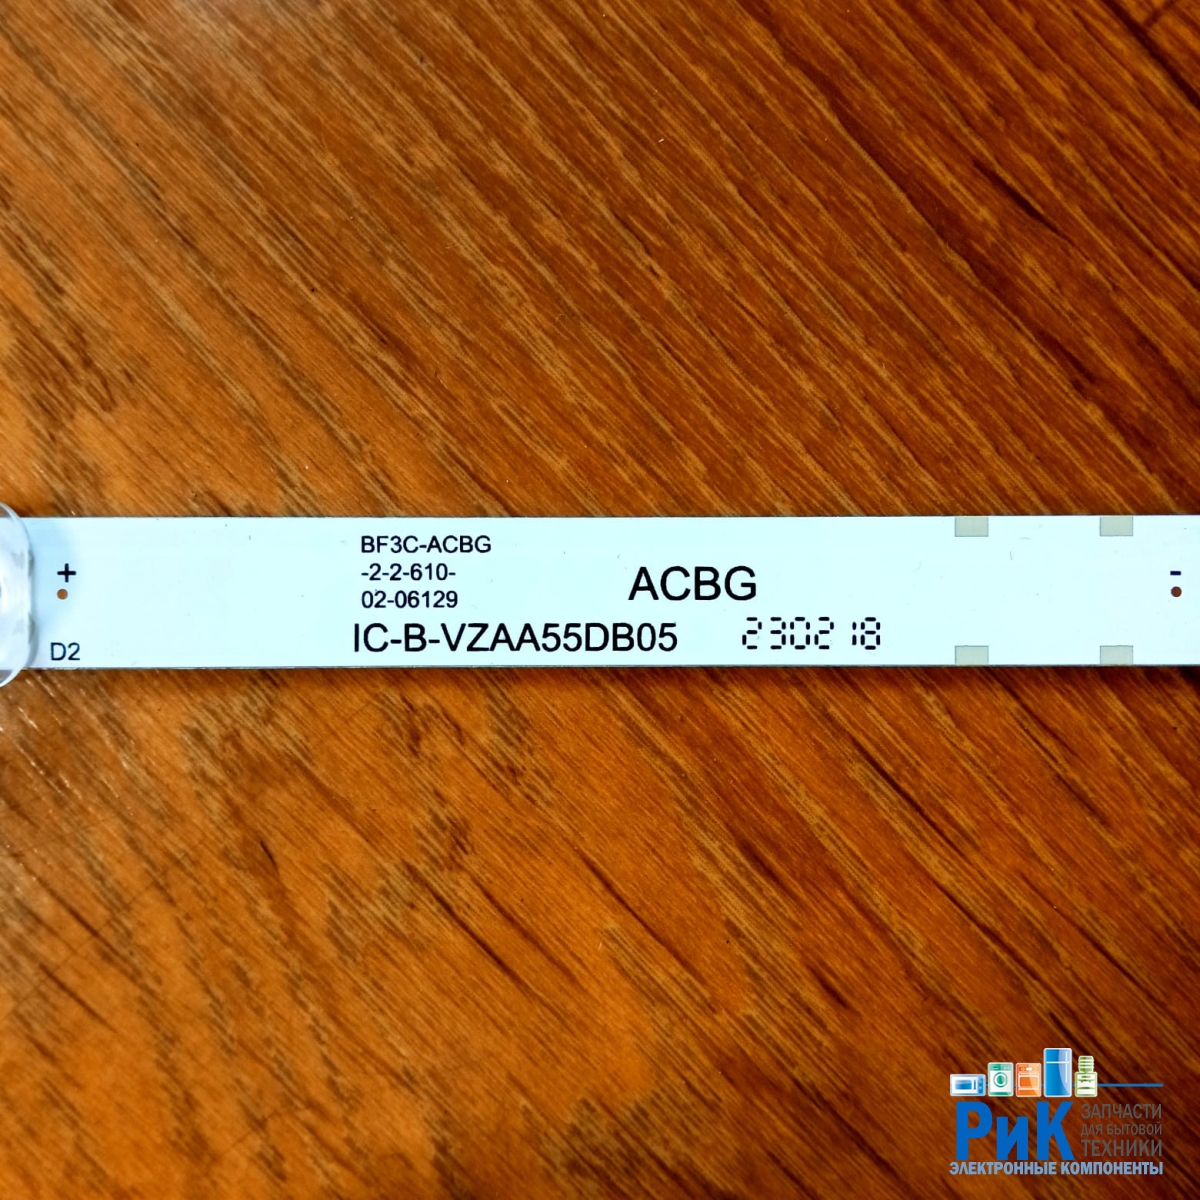 BF3C-ACBG
-2-2-610-
02-06129
ACBG
IC-B-VZAA55DB05 230218
+
D2
-
РиК
ЗАПЧАСТИ
ДЛЯ БЫТОВОЙ
ТЕХНИКИ
ЭЛЕКТРОННЫЕ КОМПОНЕНТЫ